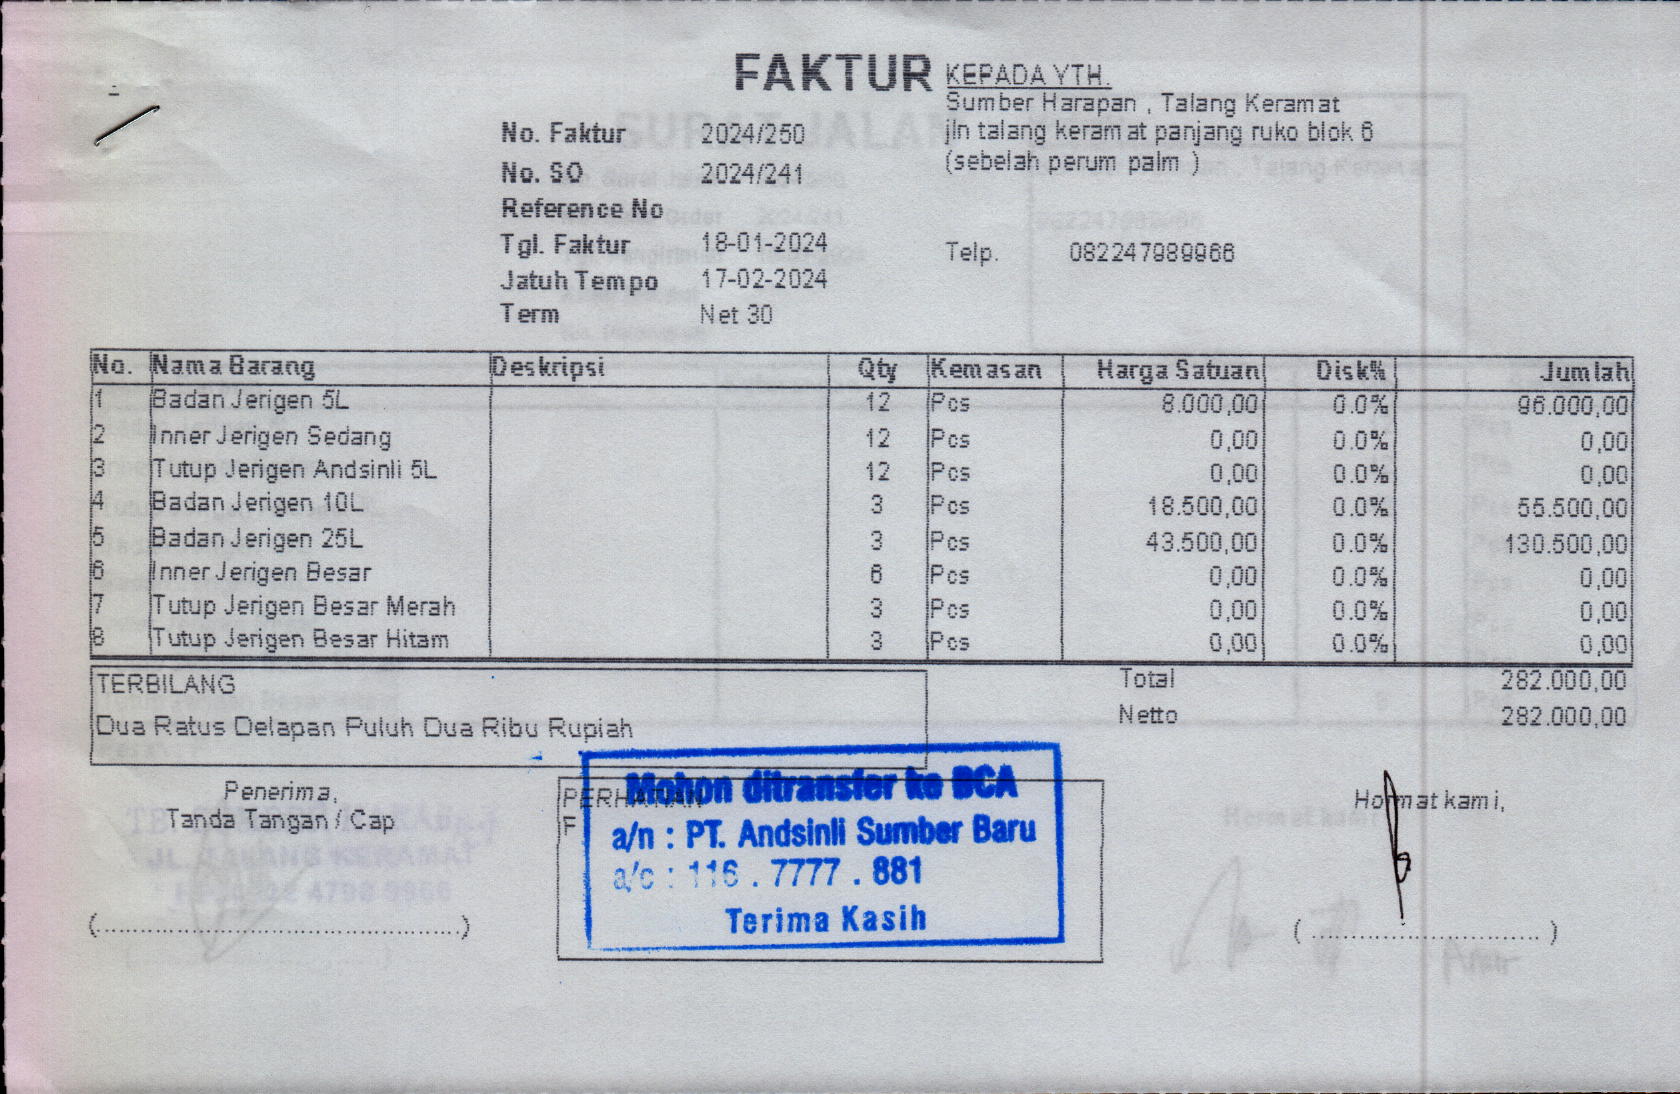 FAKTUR
KEPADA YTH.
Sumber Harapan , Talang Keramat
jln talang keramat panjang ruko blok 6
(sebelah perum palm )
Telp. 082247989966
No. Faktur 2024/250
No. SO 2024/241
Reference No
Tgl. Faktur 18-01-2024
Jatuh Tempo 17-02-2024
Term Net 30
No. Nama Barang Deskripsi Qty Kemasan Harga Satuan Disk% Jumlah
1 Badan Jerigen 5L 12 Pcs 8.000,00 0.0% 96.000,00
2 Inner Jerigen Sedang 12 Pcs 0,00 0.0% 0,00
3 Tutup Jerigen Andsinli 5L 12 Pcs 0,00 0.0% 0,00
4 Badan Jerigen 10L 3 Pcs 18.500,00 0.0% 55.500,00
5 Badan Jerigen 25L 3 Pcs 43.500,00 0.0% 130.500,00
6 Inner Jerigen Besar 6 Pcs 0,00 0.0% 0,00
7 Tutup Jerigen Besar Merah 3 Pcs 0,00 0.0% 0,00
8 Tutup Jerigen Besar Hitam 3 Pcs 0,00 0.0% 0,00
Total 282.000,00
Netto 282.000,00
TERBILANG
Dua Ratus Delapan Puluh Dua Ribu Rupiah
Penerima,
Tanda Tangan / Cap
(..........................................)
PERHATIAN
F
Mohon ditransfer ke BCA
a/n : PT. Andsinli Sumber Baru
a/c : 116 . 7777 . 881
Terima Kasih
Hormat kami,
( .......................... )